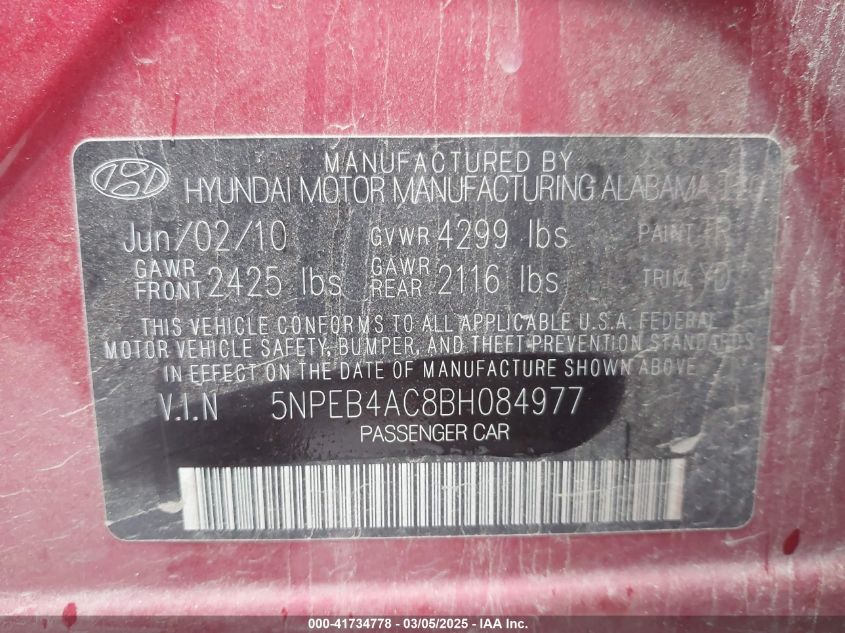 MANUFACTURED BY
HYUNDAI MOTOR MANUFACTURING ALABAMA
Jun/02/10 GVWR 4299 lbs PAINT TR
GAWR FRONT 2425 lbs GAWR REAR 2116 lbs TRIM YD
THIS VEHICLE CONFORMS TO ALL APPLICABLE U.S.A. FEDERAL
MOTOR VEHICLE SAFETY, BUMPER, AND THEFT PREVENTION STANDARDS
IN EFFECT ON THE DATE OF MANUFACTURE SHOWN ABOVE
V.I.N 5NPEB4AC8BH084977
PASSENGER CAR
000-41734778 - 03/05/2025 - IAA Inc.